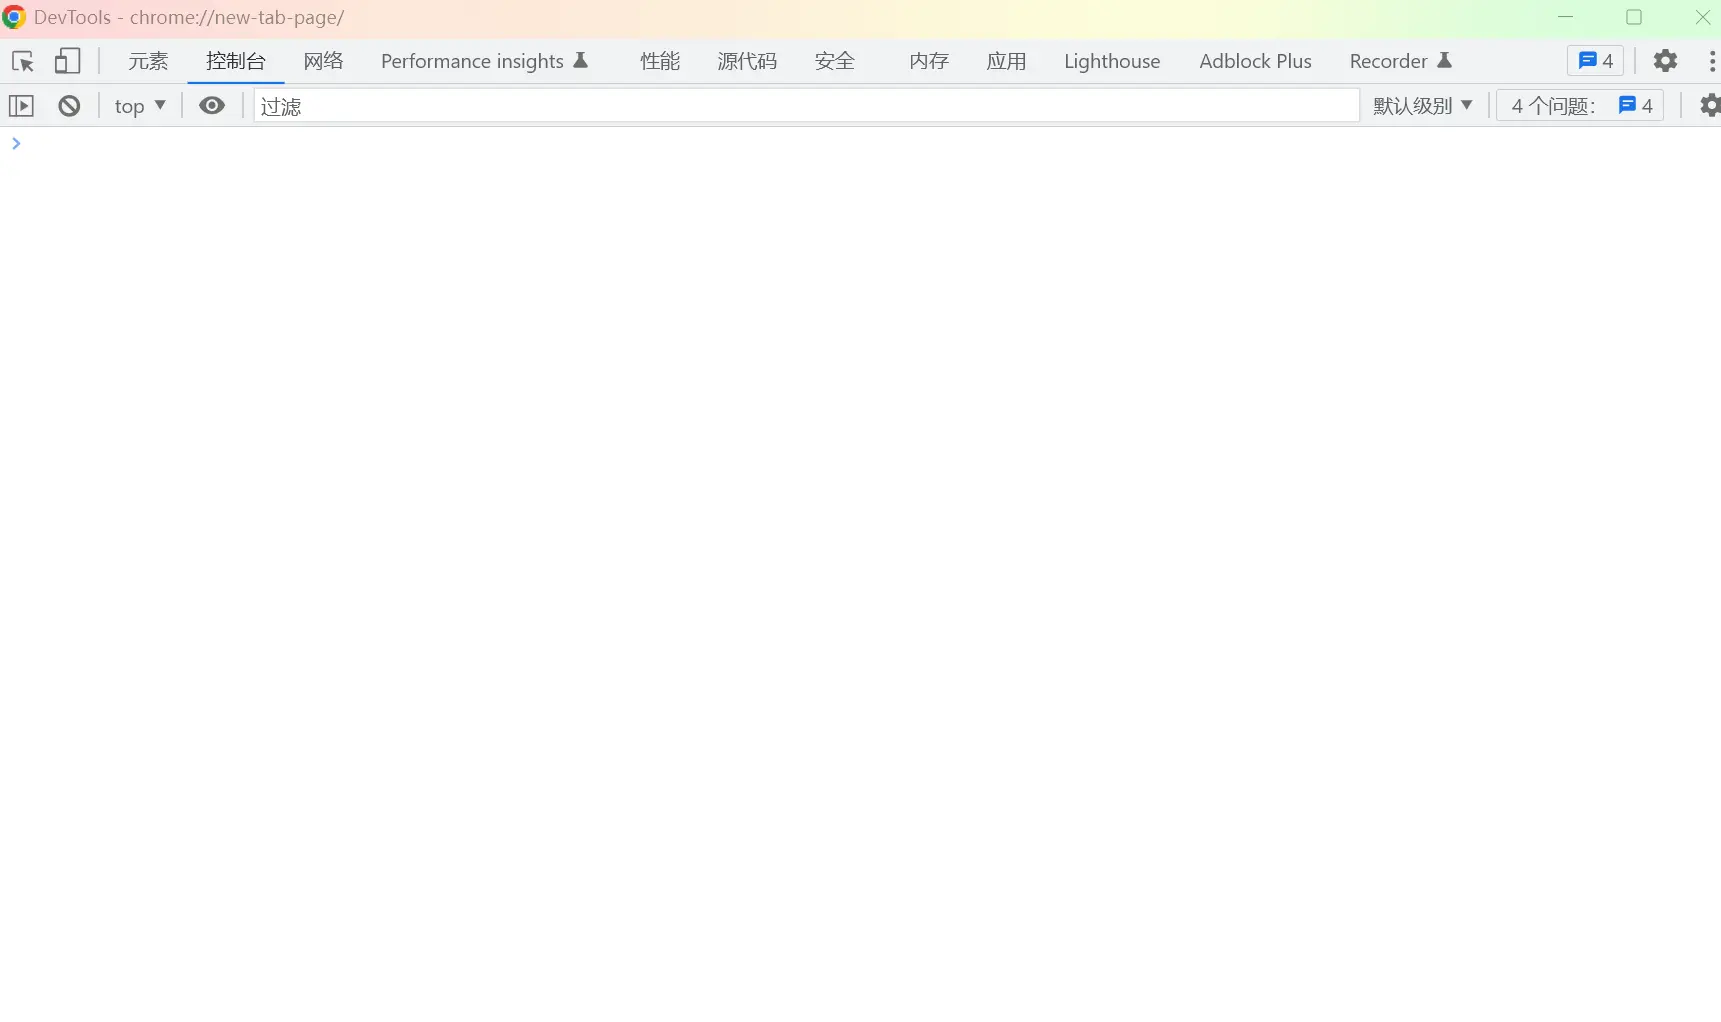 DevTools - chrome://new-tab-page/
元素 控制台 网络 Performance insights 性能 源代码 安全 内存 应用 Lighthouse Adblock Plus Recorder 4
top 过滤 默认级别 4 个问题： 4